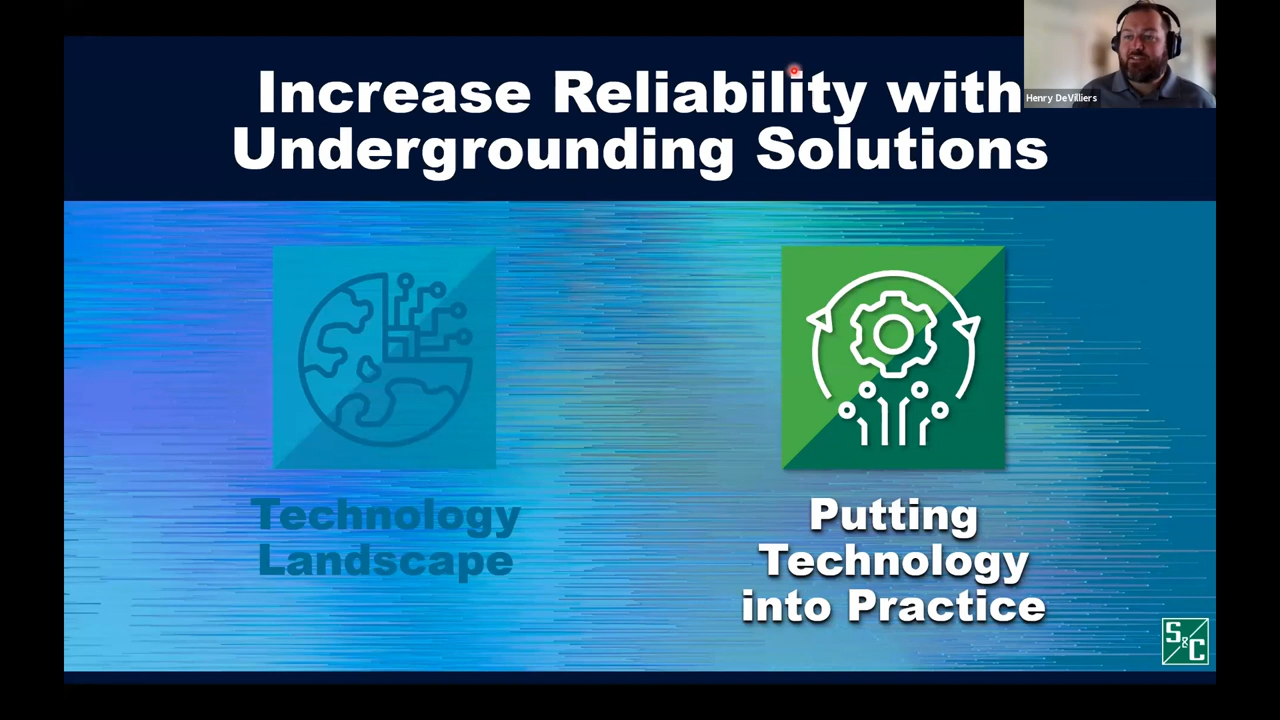 Increase Reliability with
Undergrounding Solutions
Henry DeVilliers
Technology
Landscape
Putting
Technology
into Practice
S&C